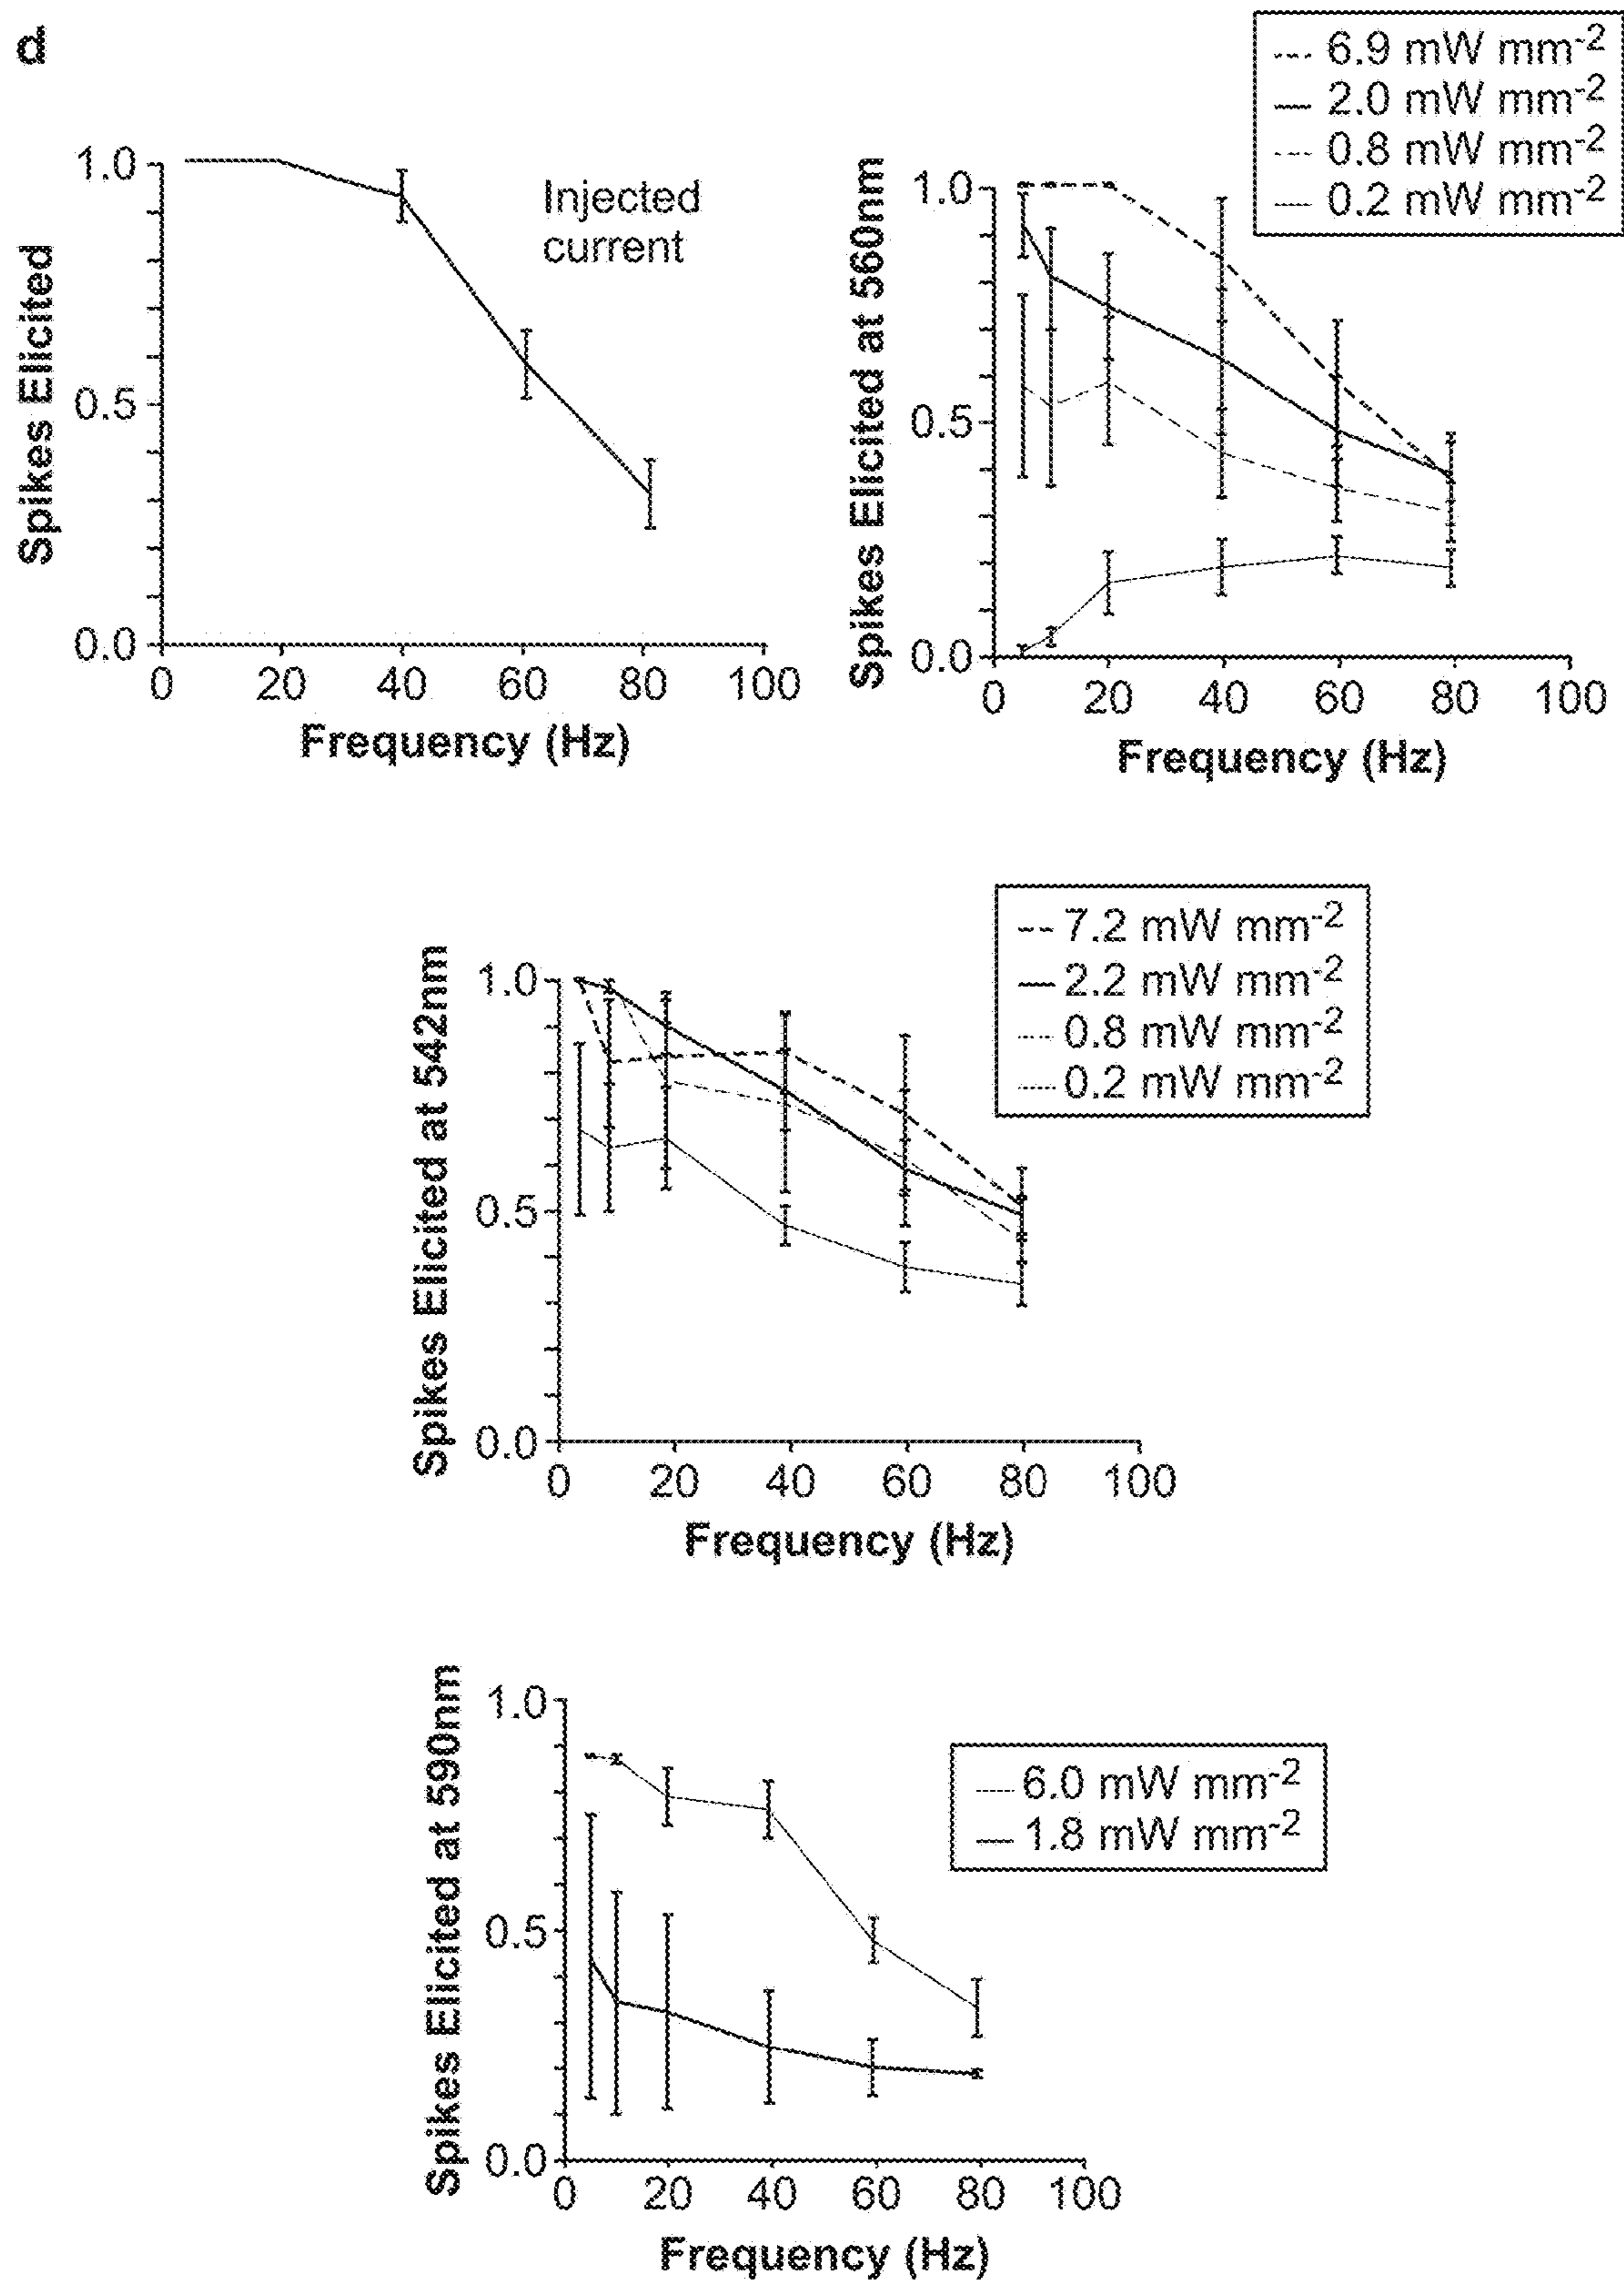 d
6.9 mW mm-2
2.0 mW mm-2
0.8 mW mm-2
0.2 mW mm-2
Spikes Elicited
1.0
0.5
0.0
Injected
current
0 20 40 60 80 100
Frequency (Hz)
Spikes Elicited at 560nm
1.0
0.5
0.0
0 20 40 60 80 100
Frequency (Hz)
7.2 mW mm-2
2.2 mW mm-2
0.8 mW mm-2
0.2 mW mm-2
Spikes Elicited at 542nm
1.0
0.5
0.0
0 20 40 60 80 100
Frequency (Hz)
Spikes Elicited at 590nm
1.0
0.5
0.0
6.0 mW mm-2
1.8 mW mm-2
0 20 40 60 80 100
Frequency (Hz)